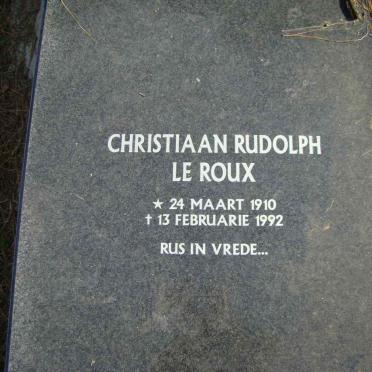 CHRISTIAAN RUDOLPH
LE ROUX
★ 24 MAART 1910
† 13 FEBRUARIE 1992
RUS IN VREDE...